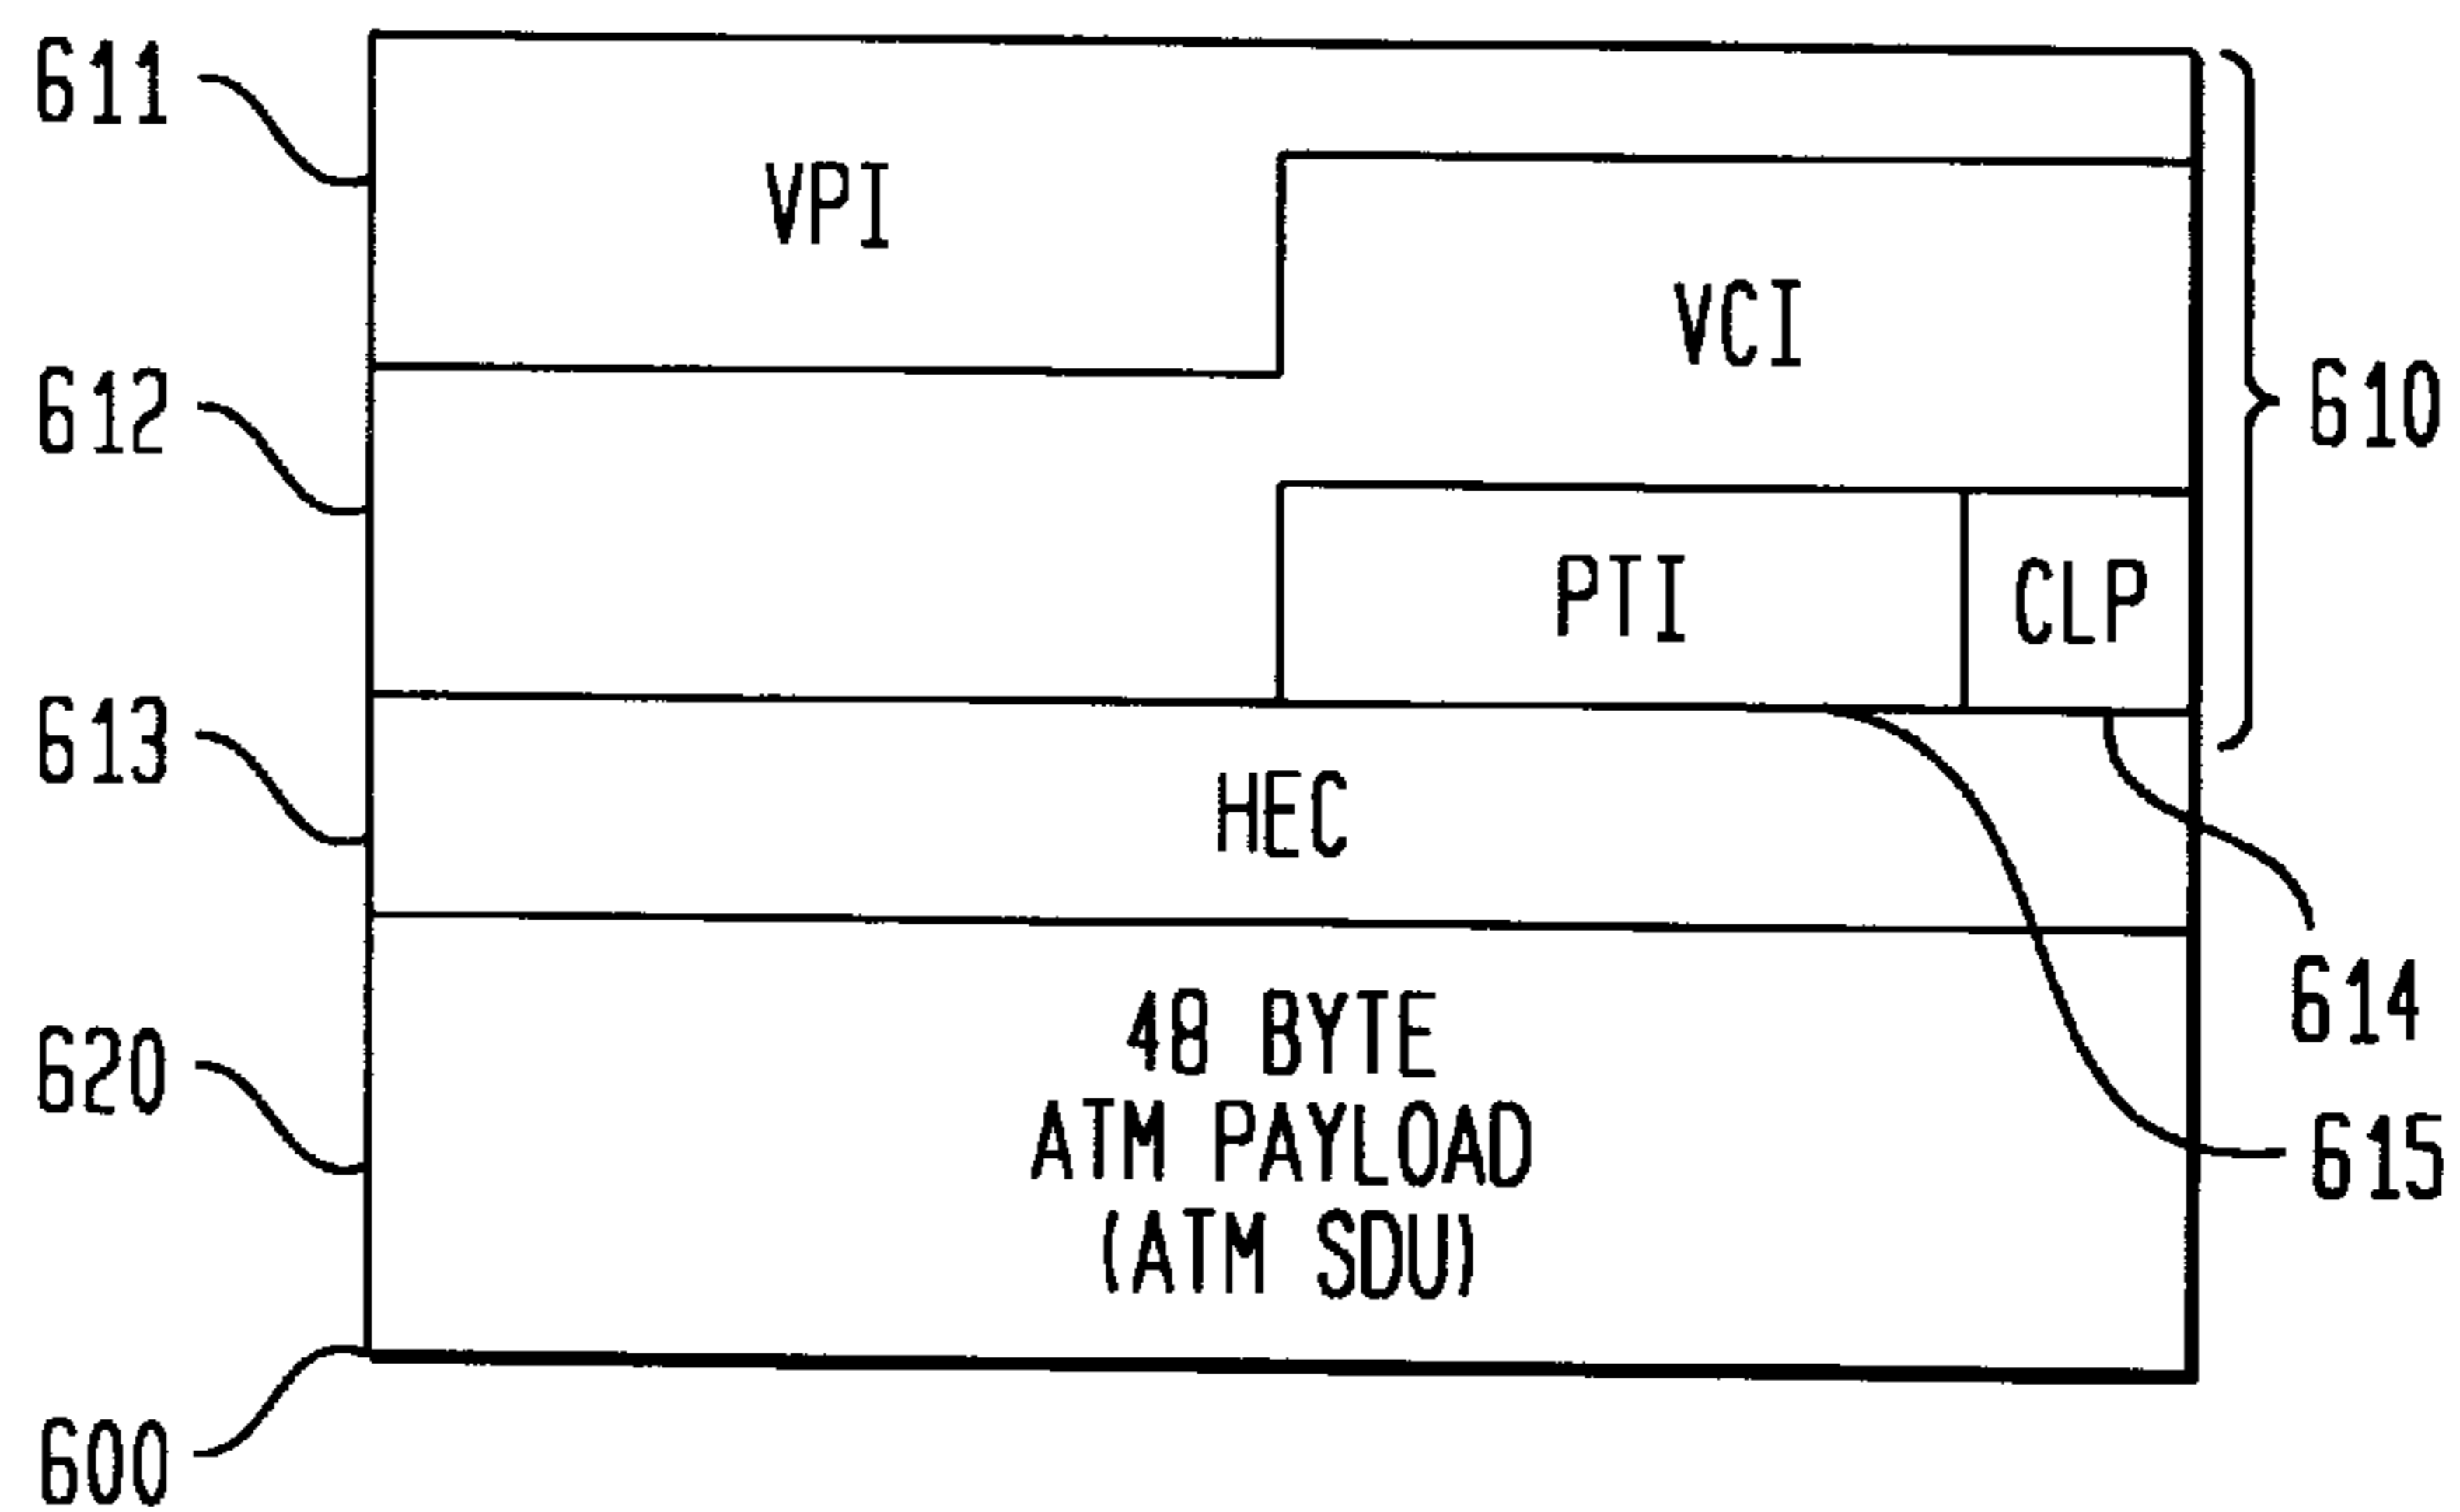 611
VPI
VCI
612
610
PTI
CLP
613
HEC
614
48 BYTE
ATM PAYLOAD
(ATM SDU)
620
615
600